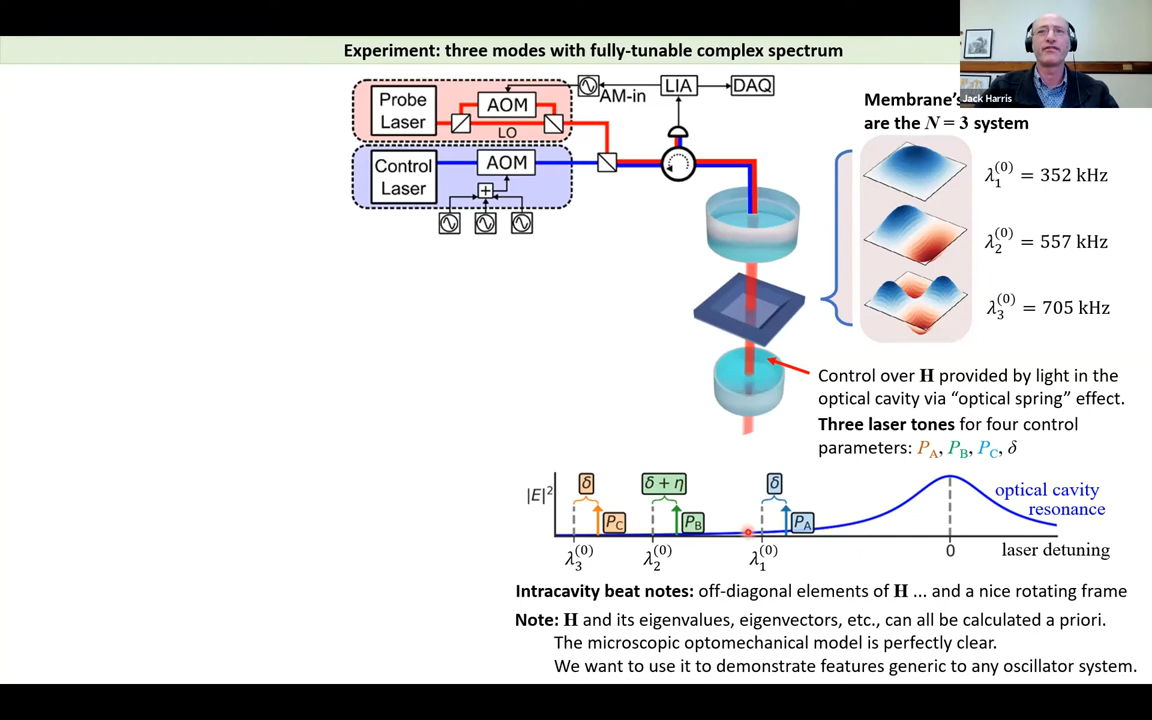 Experiment: three modes with fully-tunable complex spectrum
Jack Harris
Probe
Laser
AOM
LO
AM-in
LIA
DAQ
Control
Laser
AOM
+
Membrane's
are the N = 3 system
λ₁⁽⁰⁾ = 352 kHz
λ₂⁽⁰⁾ = 557 kHz
λ₃⁽⁰⁾ = 705 kHz
Control over H provided by light in the
optical cavity via “optical spring” effect.
Three laser tones for four control
parameters: P_A, P_B, P_C, δ
|E|²
δ
δ + η
δ
P_C
P_B
P_A
optical cavity
resonance
λ₃⁽⁰⁾
λ₂⁽⁰⁾
λ₁⁽⁰⁾
0
laser detuning
Intracavity beat notes: off-diagonal elements of H ... and a nice rotating frame
Note: H and its eigenvalues, eigenvectors, etc., can all be calculated a priori.
The microscopic optomechanical model is perfectly clear.
We want to use it to demonstrate features generic to any oscillator system.